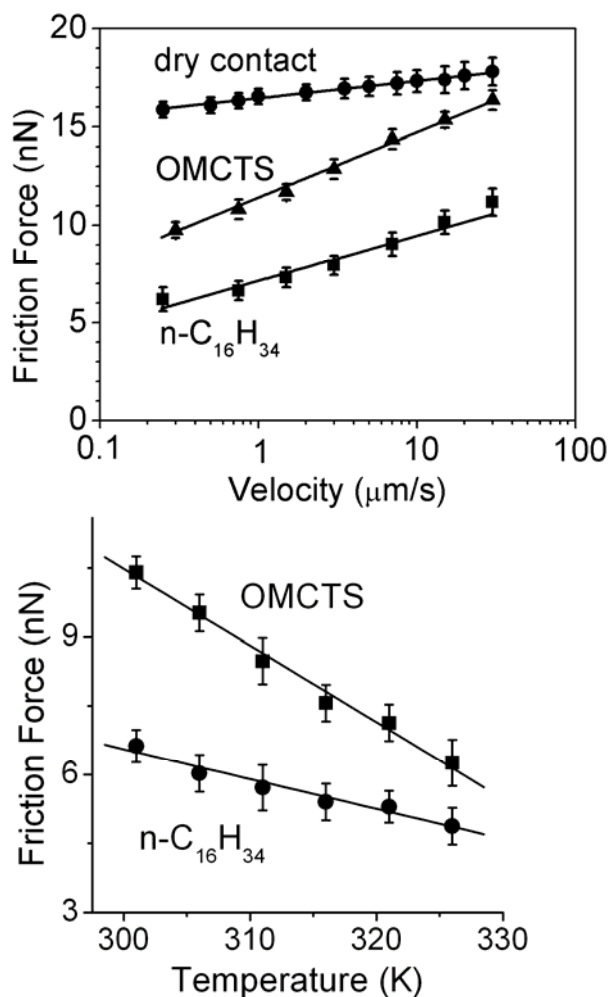 20
15
10
5
0
Friction Force (nN)
dry contact
OMCTS
n-C₁₆H₃₄
0.1 1 10 100
Velocity (μm/s)
9
6
3
Friction Force (nN)
OMCTS
n-C₁₆H₃₄
300 310 320 330
Temperature (K)